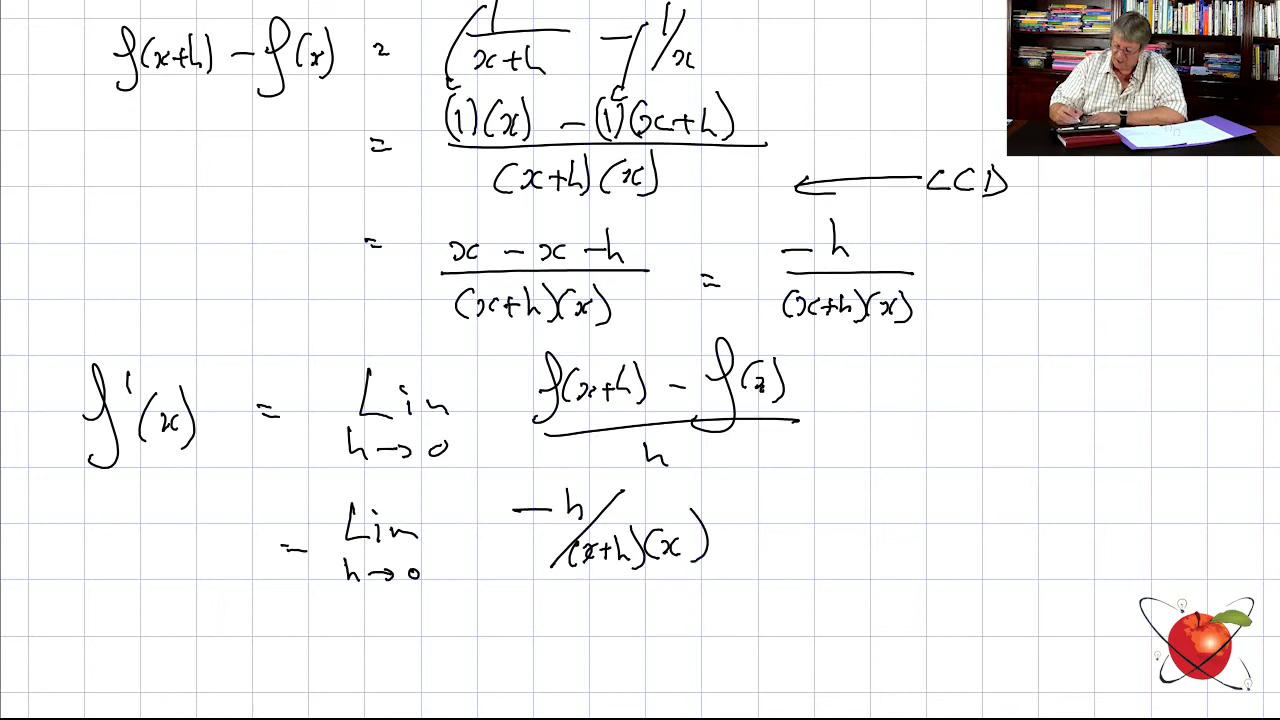 f(x+h) - f(x) = 1/(x+h) - 1/x
= ((1)(x) - (1)(x+h))/((x+h)(x)) ← LCD
= (x - x - h)/((x+h)(x)) = -h/((x+h)(x))
f'(x) = Lim h→0 (f(x+h) - f(x))/h
= Lim h→0 -h/(x+h)(x)